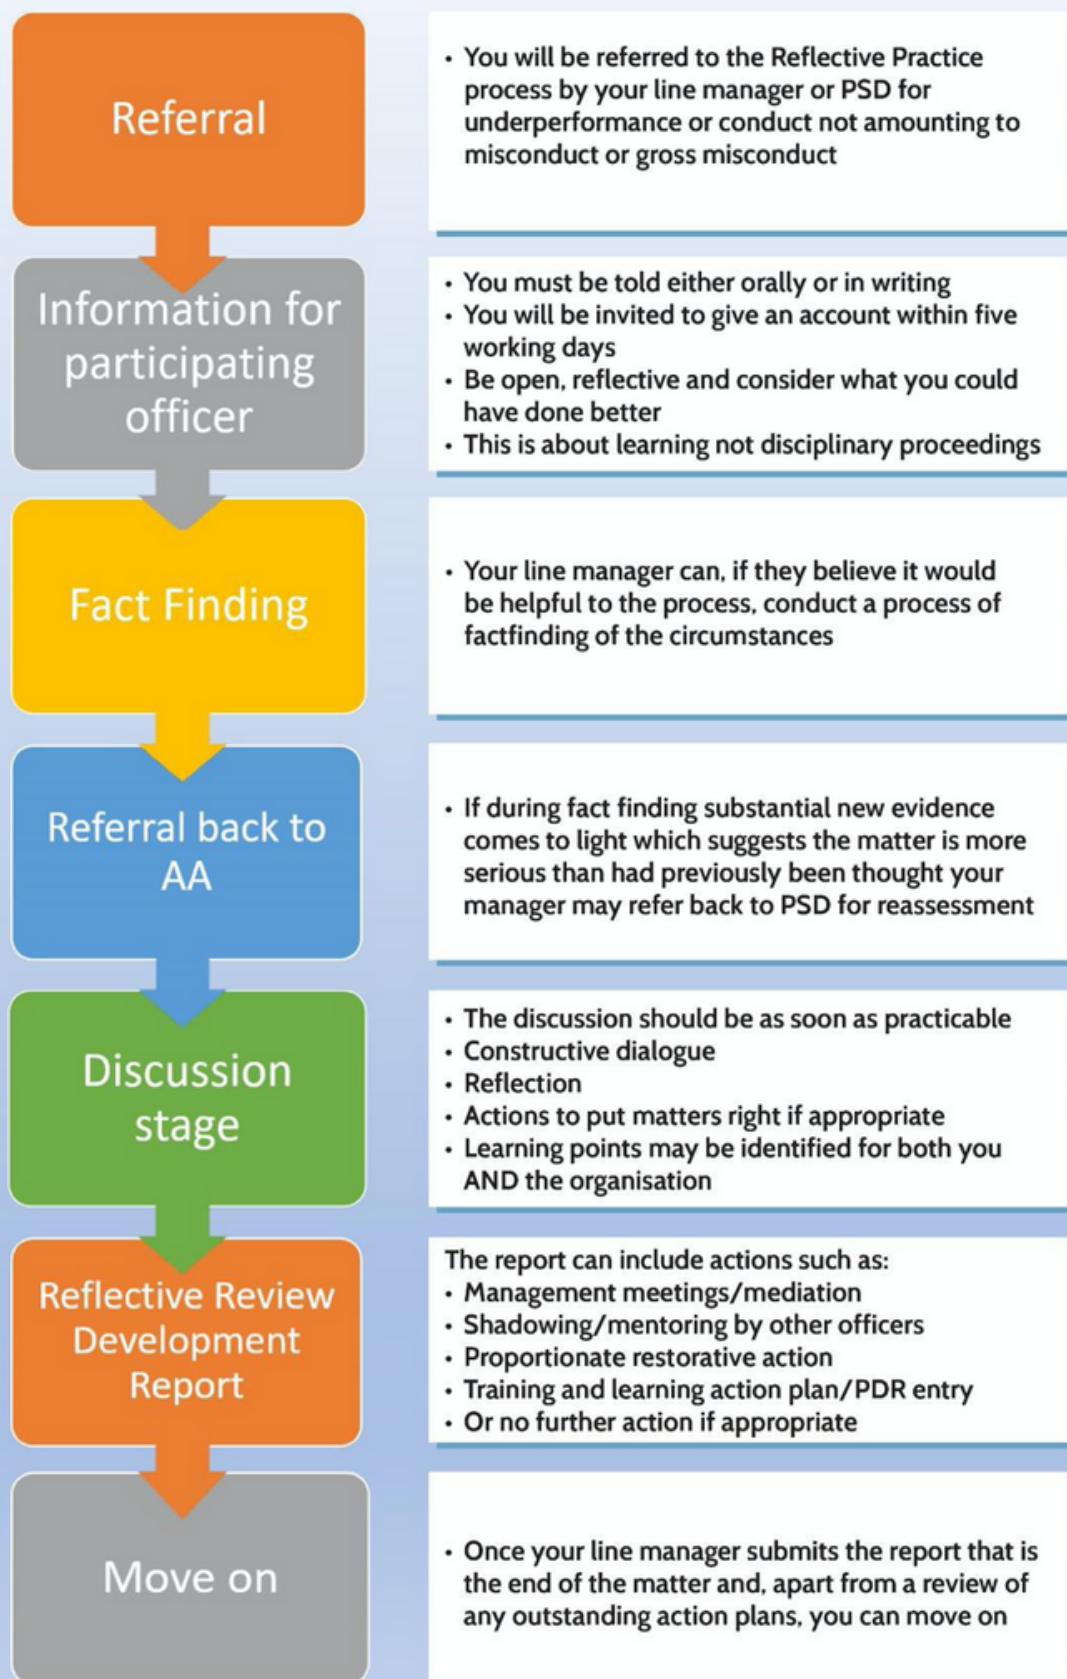 Referral
• You will be referred to the Reflective Practice
process by your line manager or PSD for
underperformance or conduct not amounting to
misconduct or gross misconduct
Information for
participating
officer
• You must be told either orally or in writing
• You will be invited to give an account within five
working days
• Be open, reflective and consider what you could
have done better
• This is about learning not disciplinary proceedings
Fact Finding
• Your line manager can, if they believe it would
be helpful to the process, conduct a process of
factfinding of the circumstances
Referral back to
AA
• If during fact finding substantial new evidence
comes to light which suggests the matter is more
serious than had previously been thought your
manager may refer back to PSD for reassessment
Discussion
stage
• The discussion should be as soon as practicable
• Constructive dialogue
• Reflection
• Actions to put matters right if appropriate
• Learning points may be identified for both you
AND the organisation
Reflective Review
Development
Report
The report can include actions such as:
• Management meetings/mediation
• Shadowing/mentoring by other officers
• Proportionate restorative action
• Training and learning action plan/PDR entry
• Or no further action if appropriate
Move on
• Once your line manager submits the report that is
the end of the matter and, apart from a review of
any outstanding action plans, you can move on